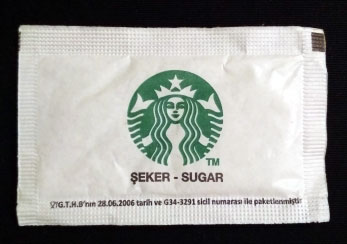 TM
ŞEKER - SUGAR
G.T.H.B'nın 28.06.2006 tarih ve G34-3291 sicil numarası ile paketlenmiştir